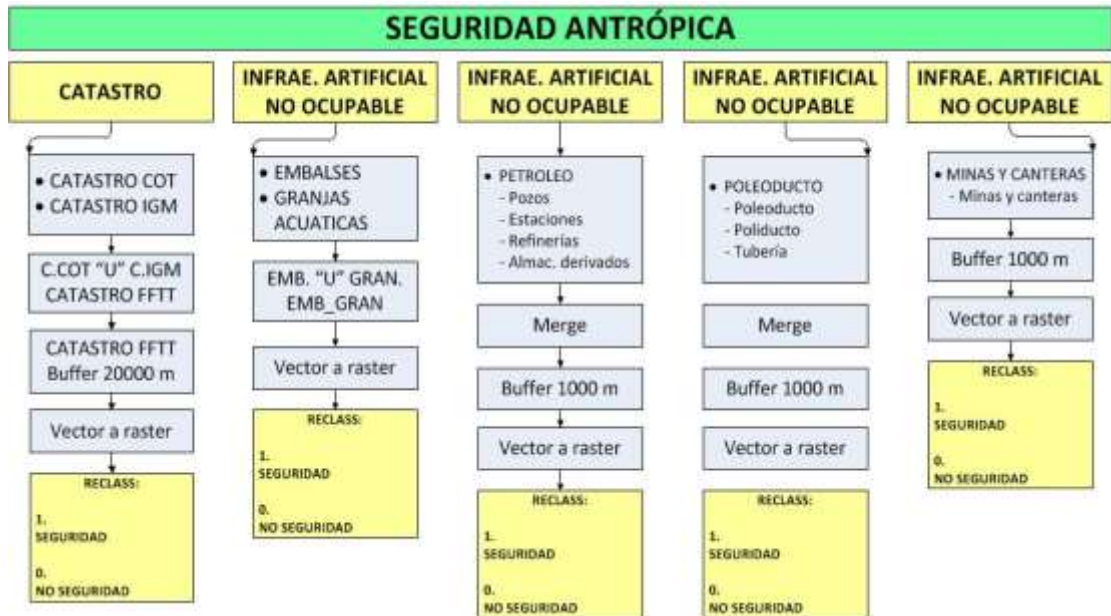 SEGURIDAD ANTRÓPICA
CATASTRO
• CATASTRO COT
• CATASTRO IGM
C.COT "U" C.IGM
CATASTRO FFTT
CATASTRO FFTT
Buffer 20000 m
Vector a raster
RECLASS:
1.
SEGURIDAD
0.
NO SEGURIDAD
INFRAE. ARTIFICIAL
NO OCUPABLE
• EMBALSES
• GRANJAS
ACUATICAS
EMB. "U" GRAN.
EMB_GRAN
Vector a raster
RECLASS:
1.
SEGURIDAD
0.
NO SEGURIDAD
INFRAE. ARTIFICIAL
NO OCUPABLE
• PETROLEO
- Pozos
- Estaciones
- Refinerías
- Almac. derivados
Merge
Buffer 1000 m
Vector a raster
RECLASS:
1.
SEGURIDAD
0.
NO SEGURIDAD
INFRAE. ARTIFICIAL
NO OCUPABLE
• POLEODUCTO
- Poleoducto
- Poliducto
- Tubería
Merge
Buffer 1000 m
Vector a raster
RECLASS:
1.
SEGURIDAD
0.
NO SEGURIDAD
INFRAE. ARTIFICIAL
NO OCUPABLE
• MINAS Y CANTERAS
- Minas y canteras
Buffer 1000 m
Vector a raster
RECLASS:
1.
SEGURIDAD
0.
NO SEGURIDAD